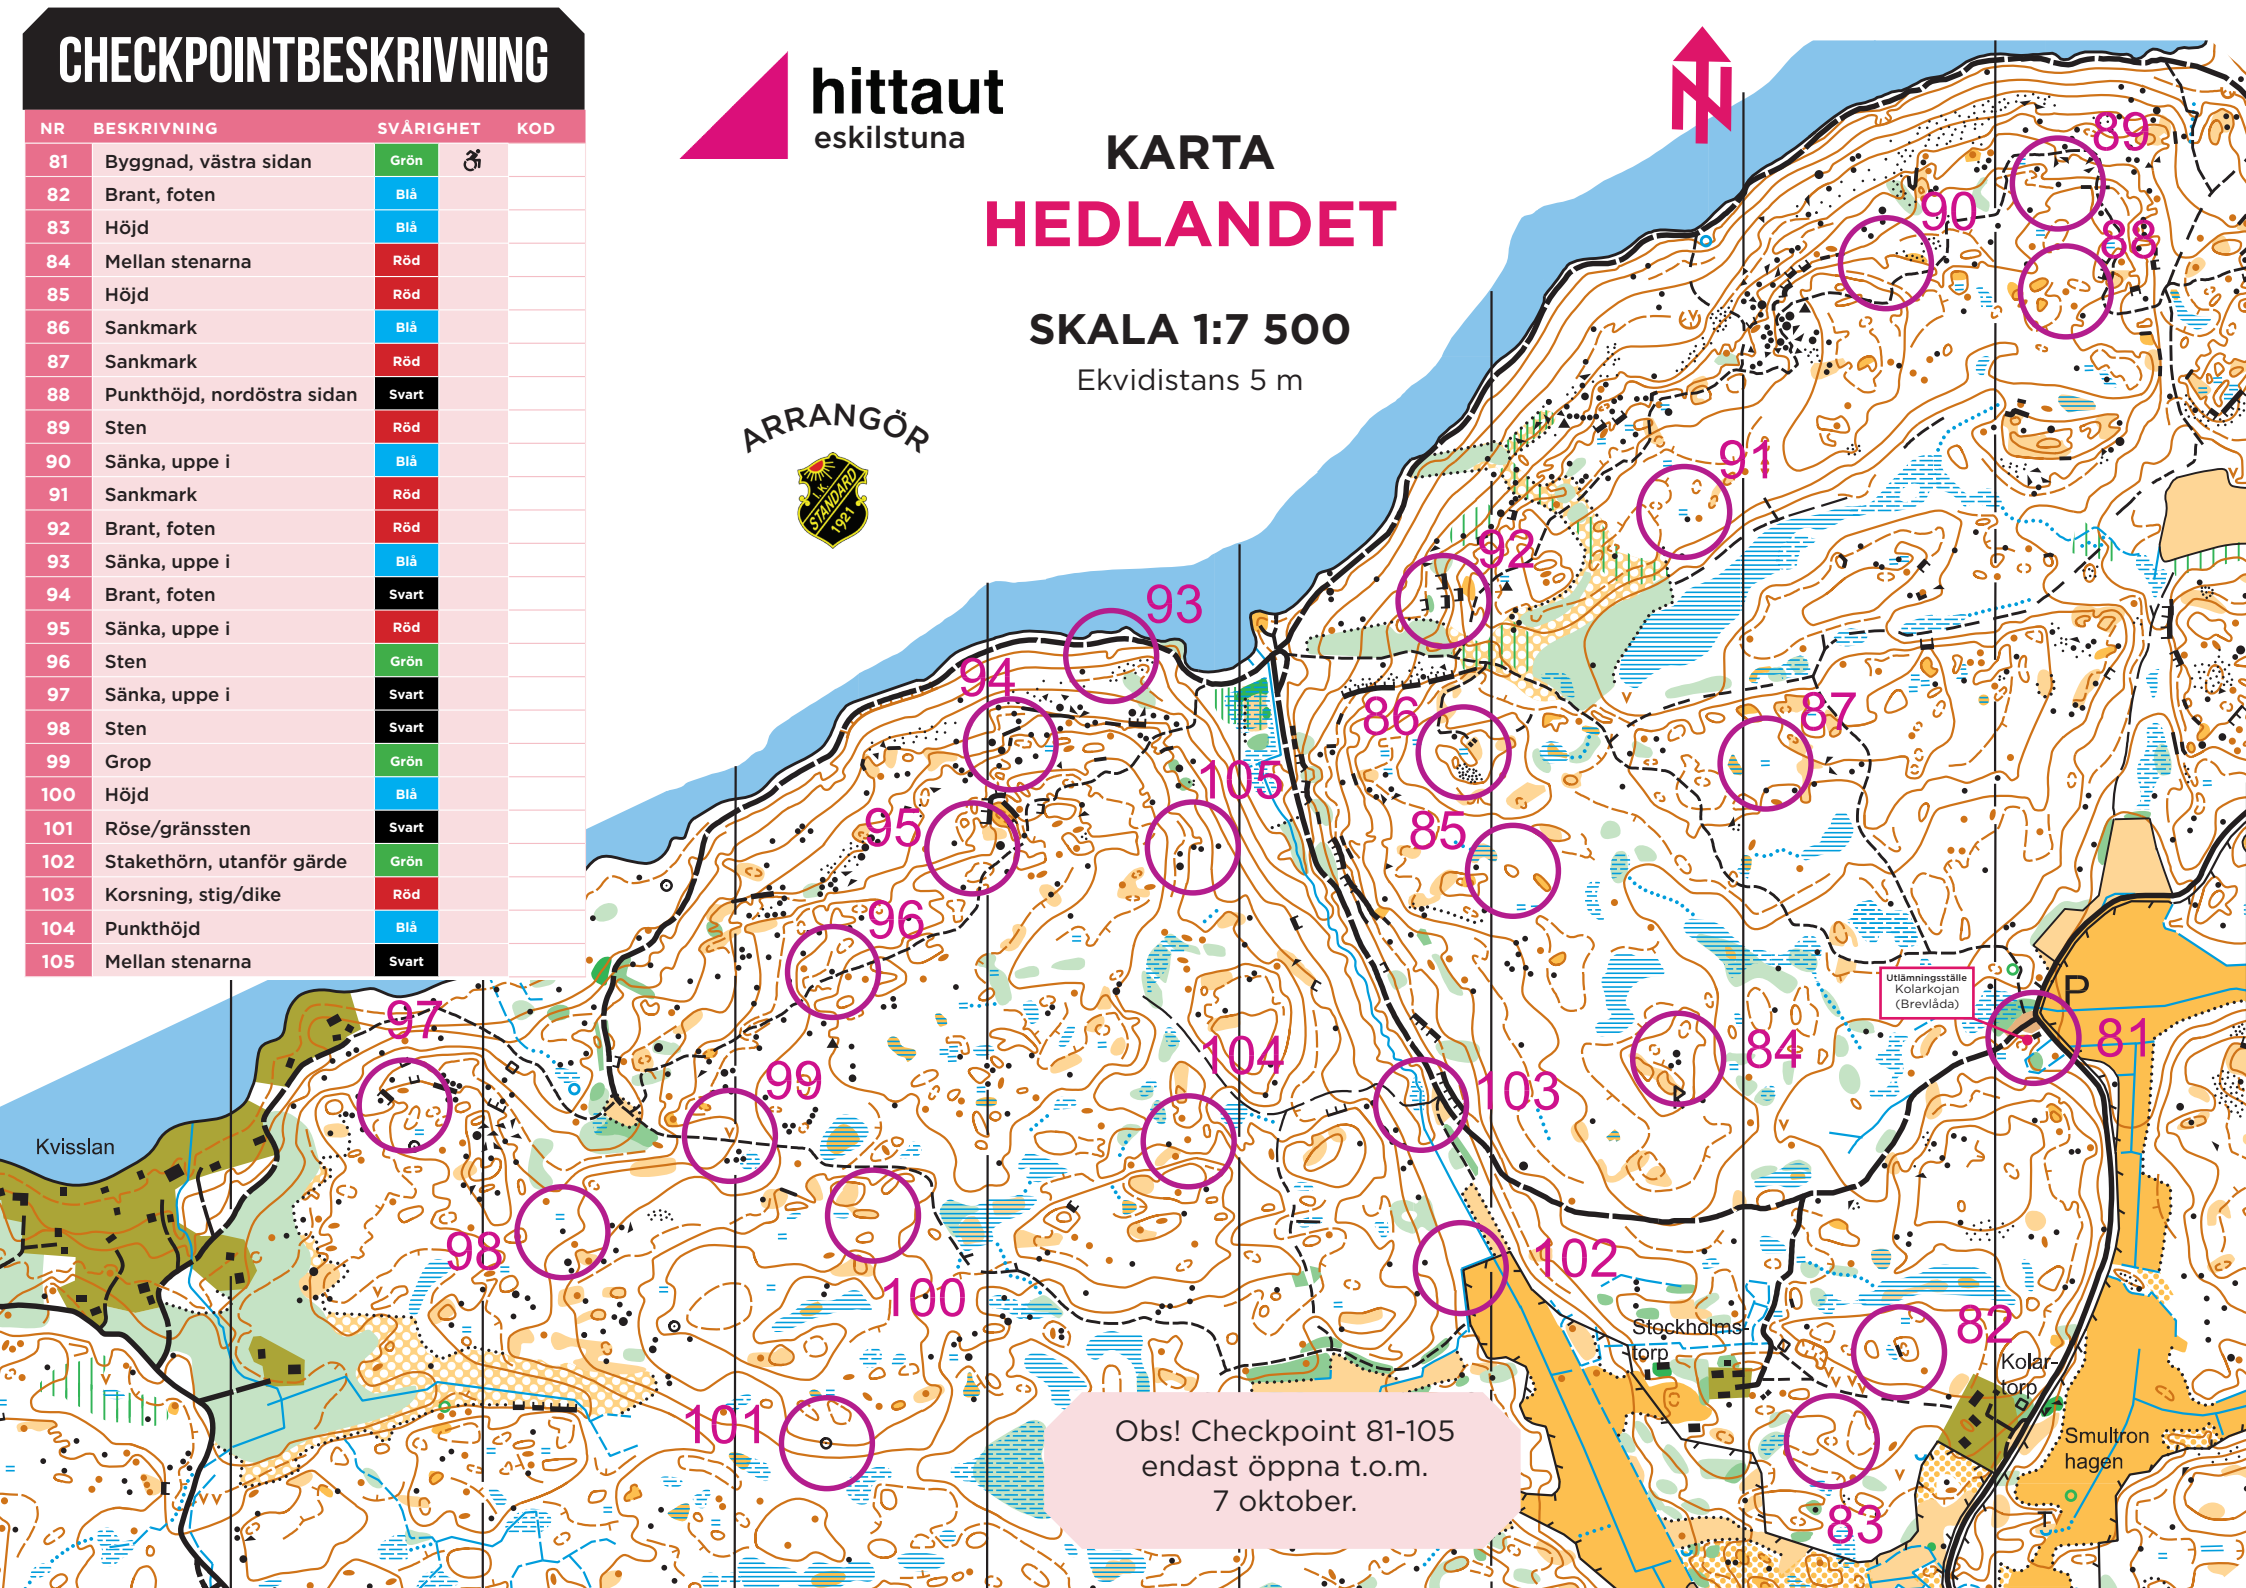 CHECKPOINTBESKRIVNING
NR BESKRIVNING SVÅRIGHET KOD
81 Byggnad, västra sidan Grön
82 Brant, foten Blå
83 Höjd Blå
84 Mellan stenarna Röd
85 Höjd Röd
86 Sankmark Blå
87 Sankmark Röd
88 Punkthöjd, nordöstra sidan Svart
89 Sten Röd
90 Sänka, uppe i Blå
91 Sankmark Röd
92 Brant, foten Röd
93 Sänka, uppe i Blå
94 Brant, foten Svart
95 Sänka, uppe i Röd
96 Sten Grön
97 Sänka, uppe i Svart
98 Sten Svart
99 Grop Grön
100 Höjd Blå
101 Röse/gränssten Svart
102 Stakethörn, utanför gärde Grön
103 Korsning, stig/dike Röd
104 Punkthöjd Blå
105 Mellan stenarna Svart
hittaut
eskilstuna
KARTA
HEDLANDET
SKALA 1:7 500
Ekvidistans 5 m
ARRANGÖR
I.K.
STANDARD
1921
N
89
90
88
91
92
93
94
86
87
105
95
85
96
Utlämningsställe
Kolarkojan
(Brevlåda)
P
97
81
104
84
99
103
Kvisslan
98
102
100
Stockholms-
torp
82
Kolar-
torp
101
Smultron
hagen
83
T
Obs! Checkpoint 81-105
endast öppna t.o.m.
7 oktober.